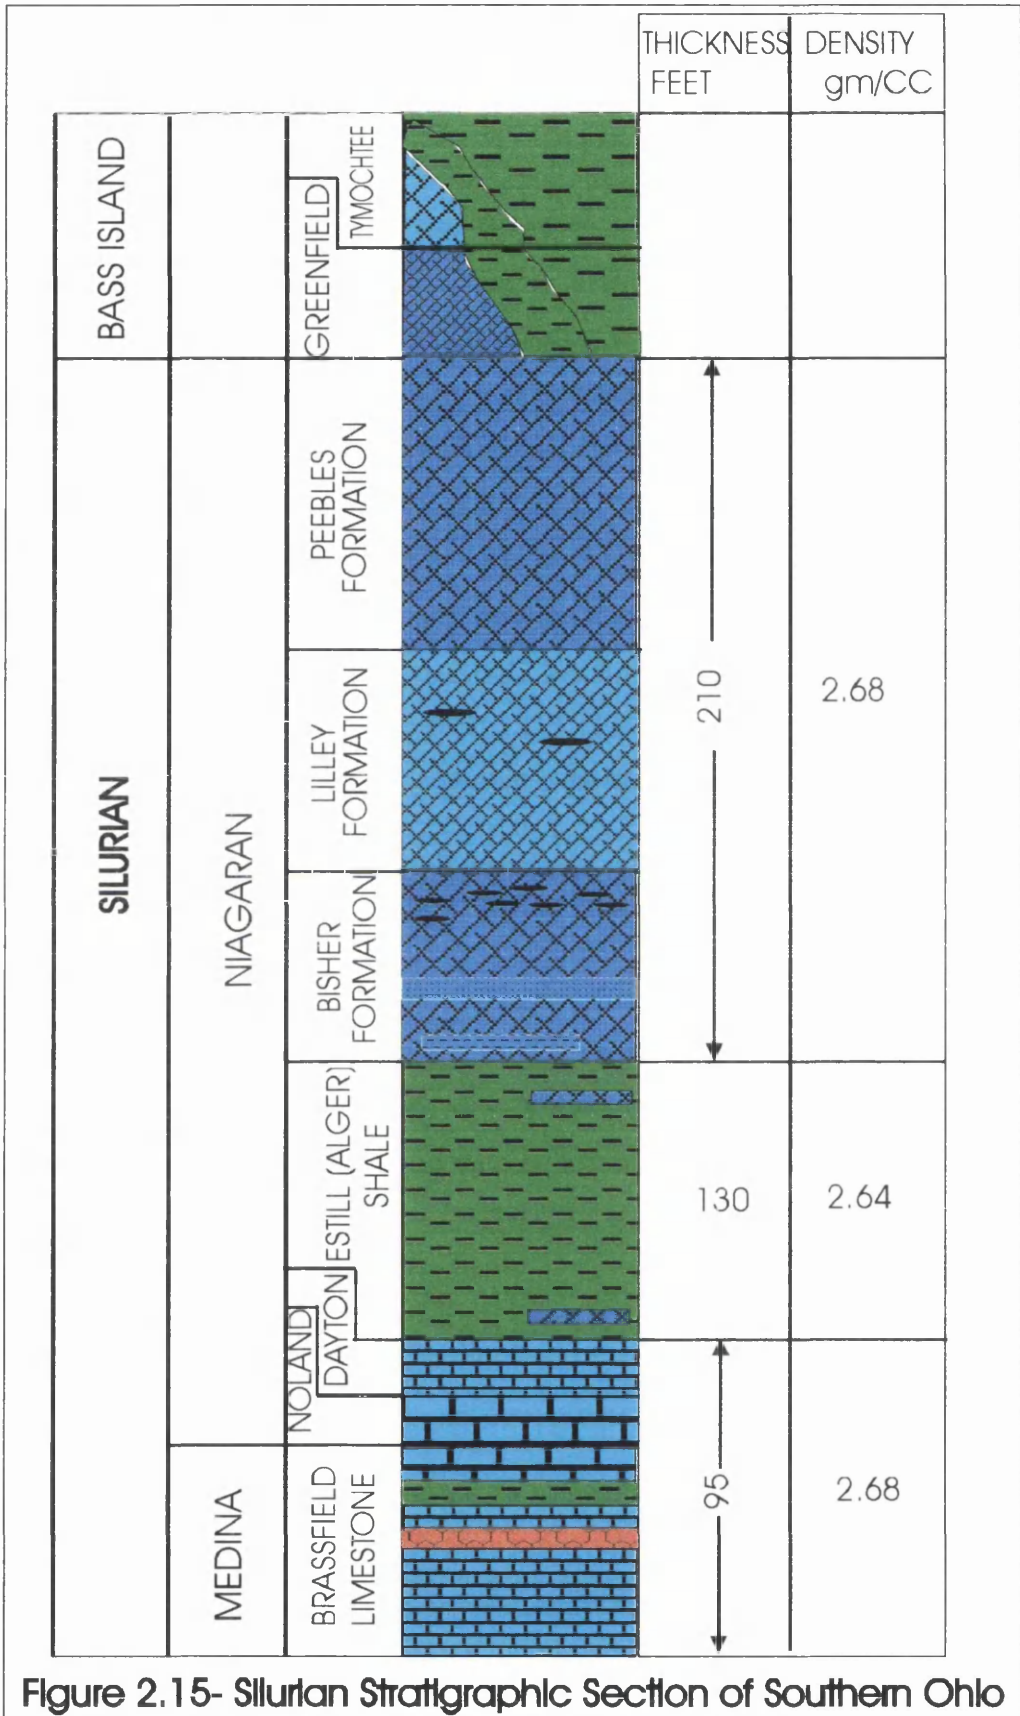 THICKNESS
FEET
DENSITY
gm/CC
BASS ISLAND
GREENFIELD
TYMOCHTEE
SILURIAN
NIAGARAN
PEEBLES
FORMATION
210
2.68
LILLEY
FORMATION
BISHER
FORMATION
ESTILL (ALGER)
SHALE
130
2.64
DAYTON
NOLAND
MEDINA
BRASSFIELD
LIMESTONE
95
2.68
Figure 2.15- Silurian Stratigraphic Section of Southern Ohio